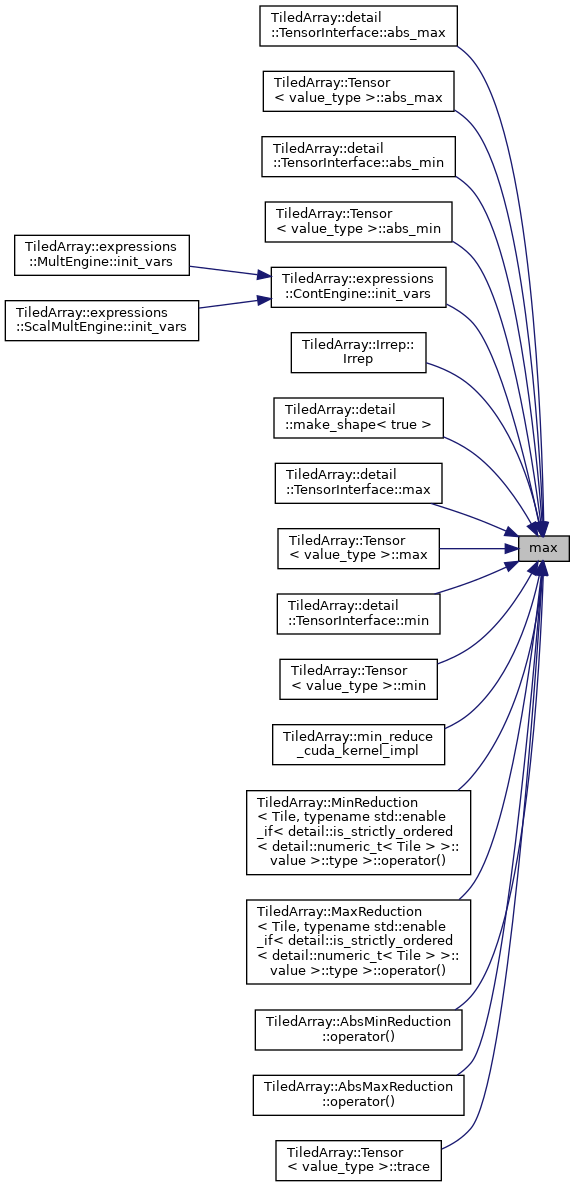 TiledArray::detail
::TensorInterface::abs_max
TiledArray::Tensor
< value_type >::abs_max
TiledArray::detail
::TensorInterface::abs_min
TiledArray::Tensor
< value_type >::abs_min
TiledArray::expressions
::MultEngine::init_vars
TiledArray::expressions
::ContEngine::init_vars
TiledArray::expressions
::ScalMultEngine::init_vars
TiledArray::Irrep::
Irrep
TiledArray::detail
::make_shape< true >
TiledArray::detail
::TensorInterface::max
TiledArray::Tensor
< value_type >::max
max
TiledArray::detail
::TensorInterface::min
TiledArray::Tensor
< value_type >::min
TiledArray::min_reduce
_cuda_kernel_impl
TiledArray::MinReduction
< Tile, typename std::enable
_if< detail::is_strictly_ordered
< detail::numeric_t< Tile > >::
value >::type >::operator()
TiledArray::MaxReduction
< Tile, typename std::enable
_if< detail::is_strictly_ordered
< detail::numeric_t< Tile > >::
value >::type >::operator()
TiledArray::AbsMinReduction
::operator()
TiledArray::AbsMaxReduction
::operator()
TiledArray::Tensor
< value_type >::trace